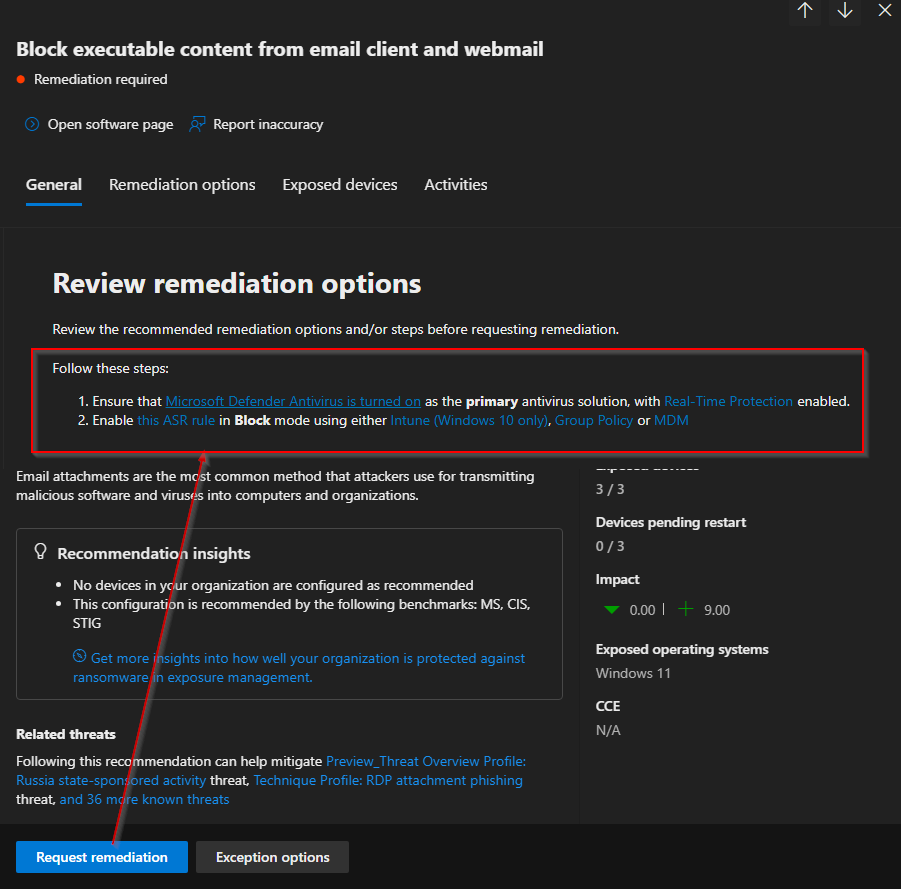 Block executable content from email client and webmail
Remediation required
Open software page
Report inaccuracy
General
Remediation options
Exposed devices
Activities
Review remediation options
Review the recommended remediation options and/or steps before requesting remediation.
Follow these steps:
1. Ensure that Microsoft Defender Antivirus is turned on as the primary antivirus solution, with Real-Time Protection enabled.
2. Enable this ASR rule in Block mode using either Intune (Windows 10 only), Group Policy or MDM
Email attachments are the most common method that attackers use for transmitting
malicious software and viruses into computers and organizations.
Recommendation insights
• No devices in your organization are configured as recommended
• This configuration is recommended by the following benchmarks: MS, CIS,
STIG
Get more insights into how well your organization is protected against
ransomware in exposure management.
Related threats
Following this recommendation can help mitigate Preview_Threat Overview Profile:
Russia state-sponsored activity threat, Technique Profile: RDP attachment phishing
threat, and 36 more known threats
3 / 3
Devices pending restart
0 / 3
Impact
0.00 | + 9.00
Exposed operating systems
Windows 11
CCE
N/A
Request remediation
Exception options